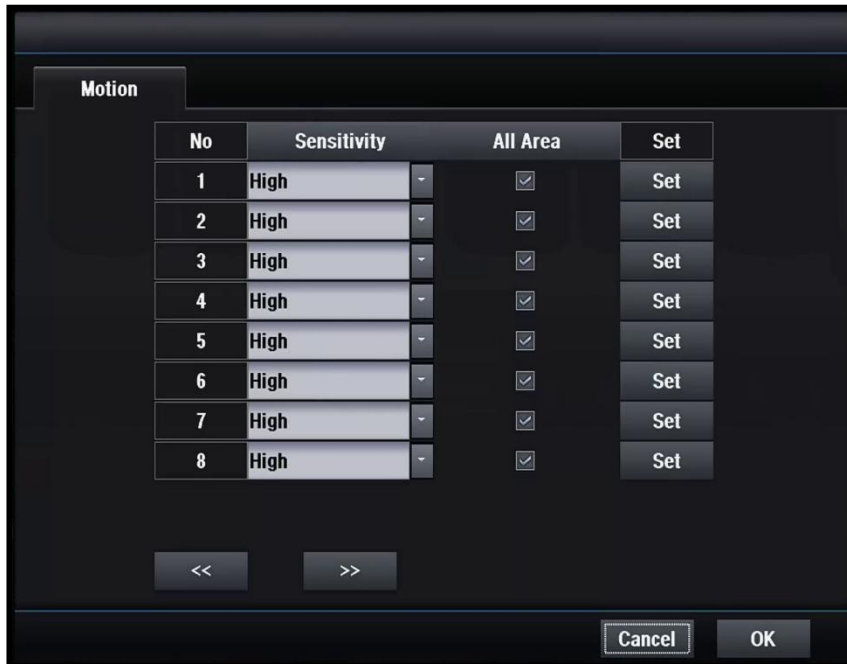 Motion
No Sensitivity All Area Set
1 High Set
2 High Set
3 High Set
4 High Set
5 High Set
6 High Set
7 High Set
8 High Set
<< >>
Cancel OK